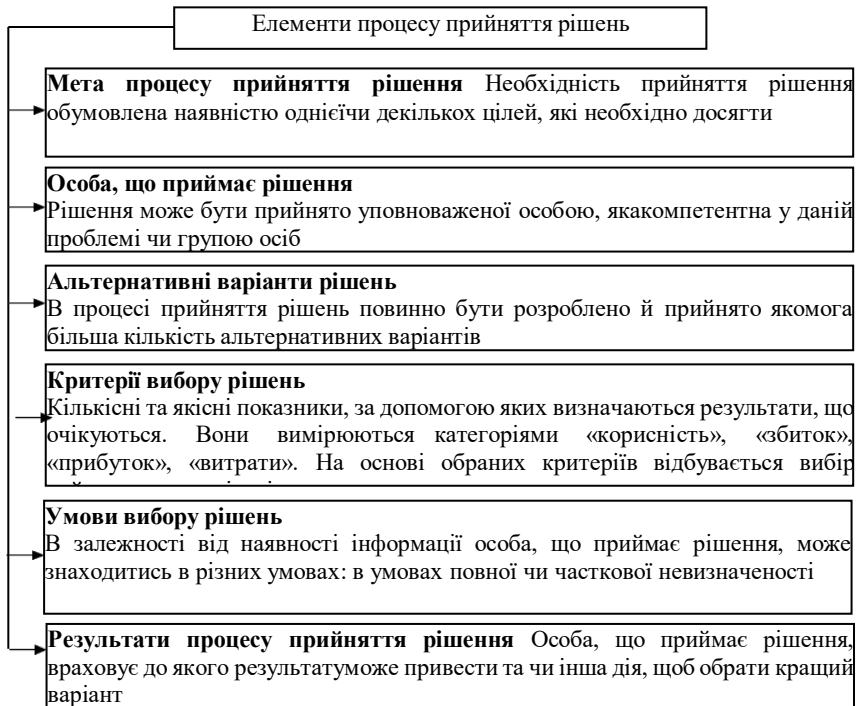 Елементи процесу прийняття рішень
Мета процесу прийняття рішення Необхідність прийняття рішення
обумовлена наявністю однієїчи декількох цілей, які необхідно досягти
Особа, що приймає рішення
Рішення може бути прийнято уповноваженої особою, якакомпетентна у даній
проблемі чи групою осіб
Альтернативні варіанти рішень
В процесі прийняття рішень повинно бути розроблено й прийнято якомога
більша кількість альтернативних варіантів
Критерії вибору рішень
Кількісні та якісні показники, за допомогою яких визначаються результати, що
очікуються. Вони вимірюються категоріями «корисність», «збиток»,
«прибуток», «витрати». На основі обраних критеріїв відбувається вибір
Умови вибору рішень
В залежності від наявності інформації особа, що приймає рішення, може
знаходитись в різних умовах: в умовах повної чи часткової невизначеності
Результати процесу прийняття рішення Особа, що приймає рішення,
враховує до якого результатуможе привести та чи інша дія, щоб обрати кращий
варіант